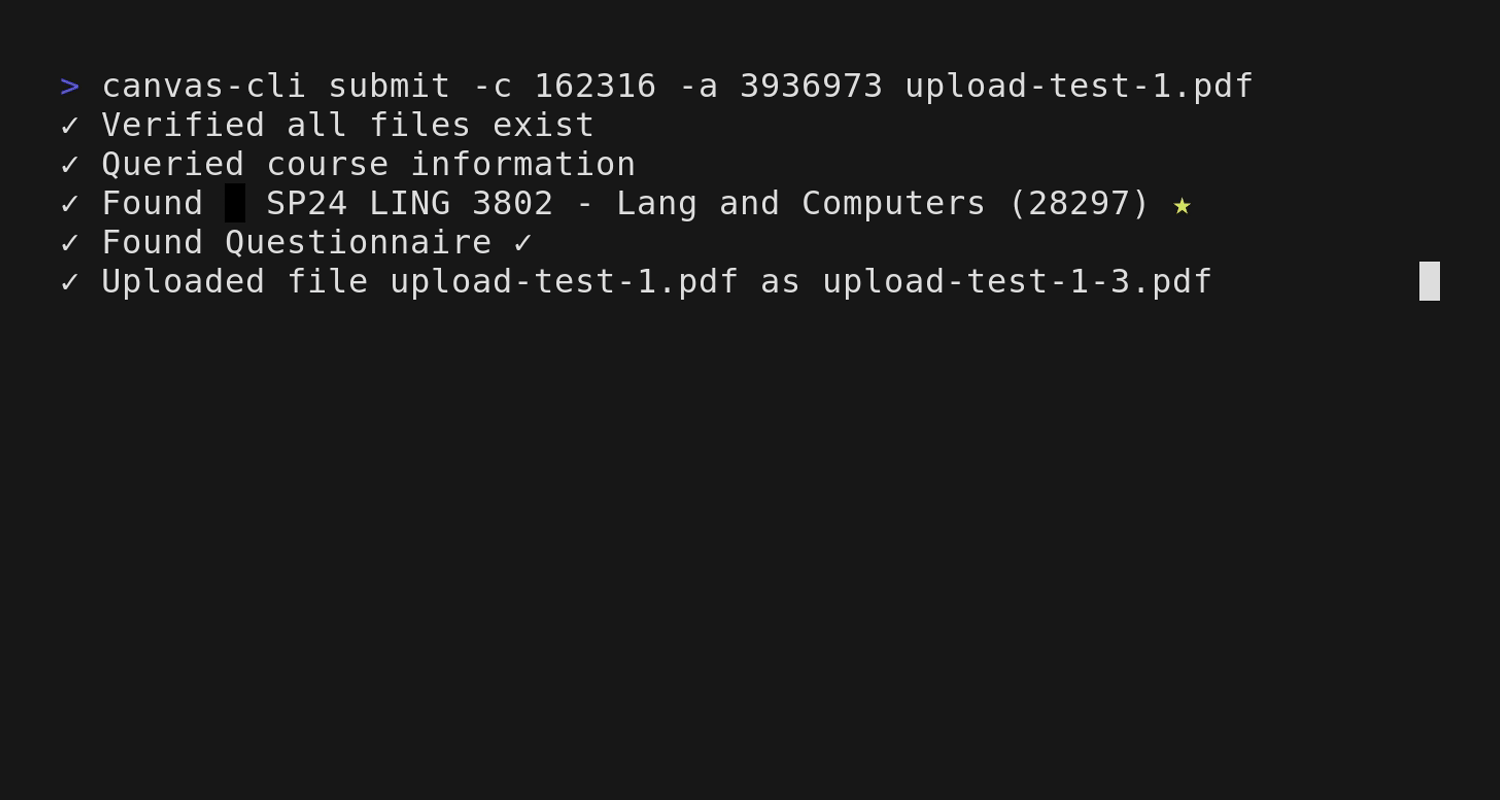 > canvas-cli submit -c 162316 -a 3936973 upload-test-1.pdf
✓ Verified all files exist
✓ Queried course information
✓ Found SP24 LING 3802 - Lang and Computers (28297) ★
✓ Found Questionnaire ✓
✓ Uploaded file upload-test-1.pdf as upload-test-1-3.pdf